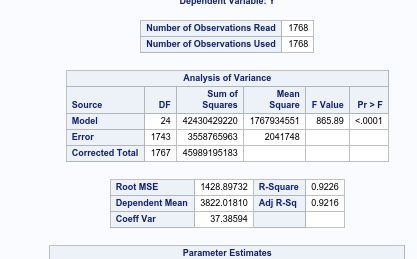 Dependent Variable: Y
Number of Observations Read 1768
Number of Observations Used 1768
Analysis of Variance
Source DF Sum of Squares Mean Square F Value Pr > F
Model 24 42430429220 1767934551 865.89 <.0001
Error 1743 3558765963 2041748
Corrected Total 1767 45989195183
Root MSE 1428.89732 R-Square 0.9226
Dependent Mean 3822.01810 Adj R-Sq 0.9216
Coeff Var 37.38594
Parameter Estimates